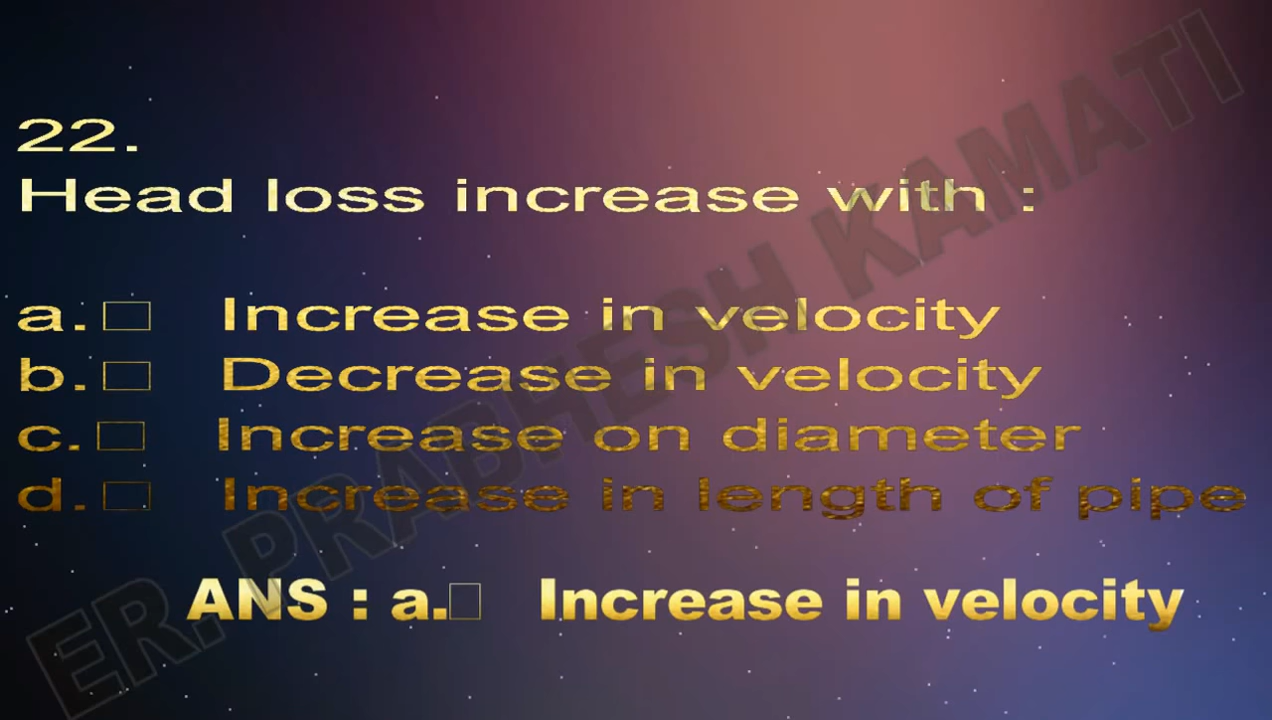 22.
Head loss increase with :
a.□ Increase in velocity
b.□ Decrease in velocity
c.□ Increase on diameter
d.□ Increase in length of pipe
ANS : a.□ Increase in velocity
ER. PRABHESH KAMATI